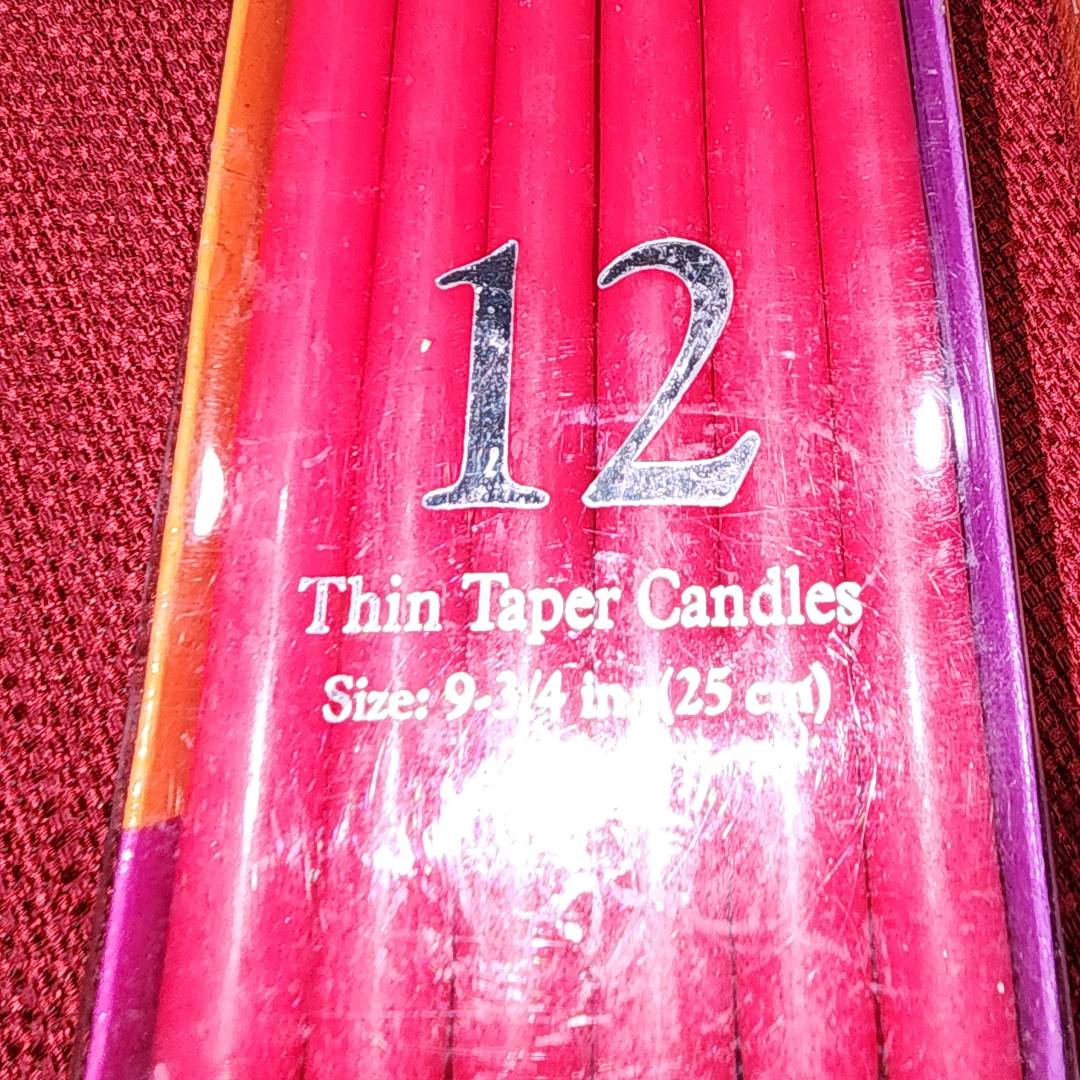 12
Thin Taper Candles
Size: 9-3/4 in. (25 cm)